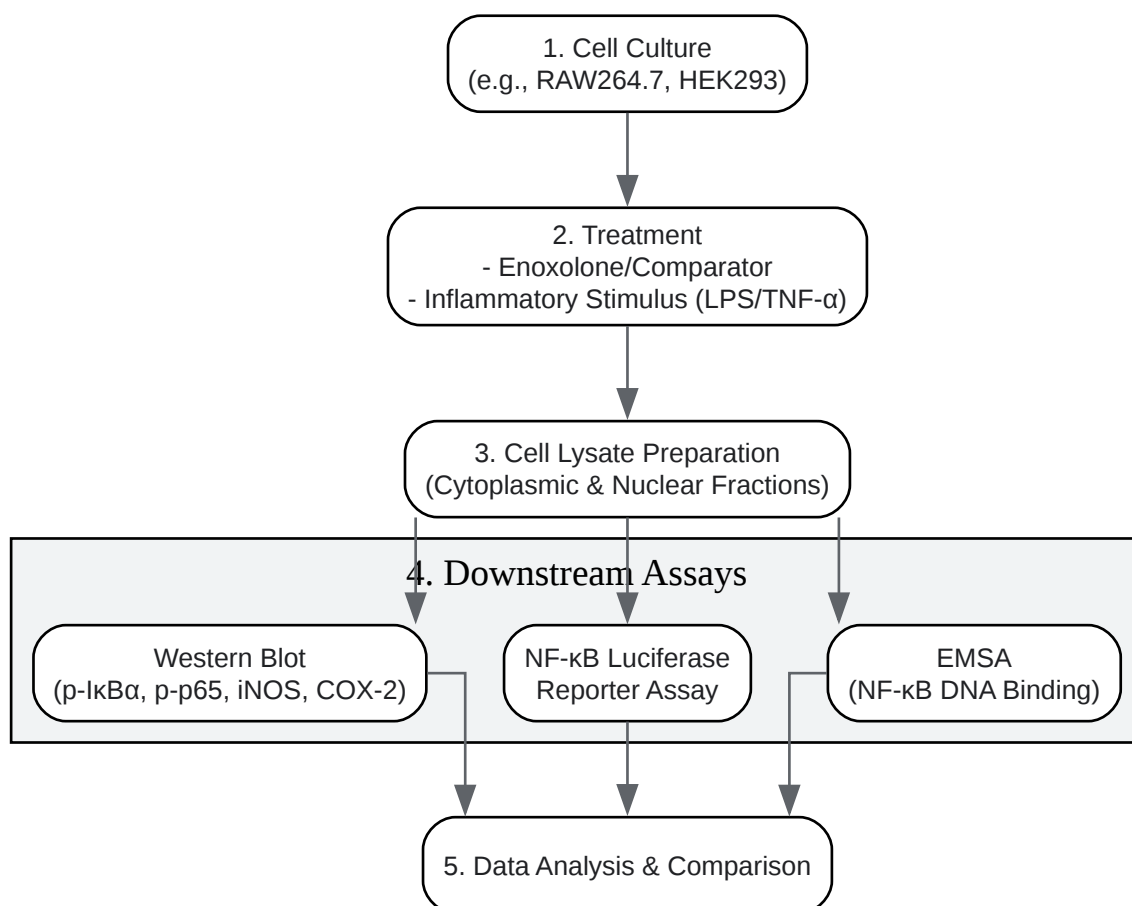 1. Cell Culture
(e.g., RAW264.7, HEK293)
2. Treatment
- Enoxolone/Comparator
- Inflammatory Stimulus (LPS/TNF-α)
3. Cell Lysate Preparation
(Cytoplasmic & Nuclear Fractions)
4. Downstream Assays
Western Blot
(p-IκBα, p-p65, iNOS, COX-2)
NF-κB Luciferase
Reporter Assay
EMSA
(NF-κB DNA Binding)
5. Data Analysis & Comparison